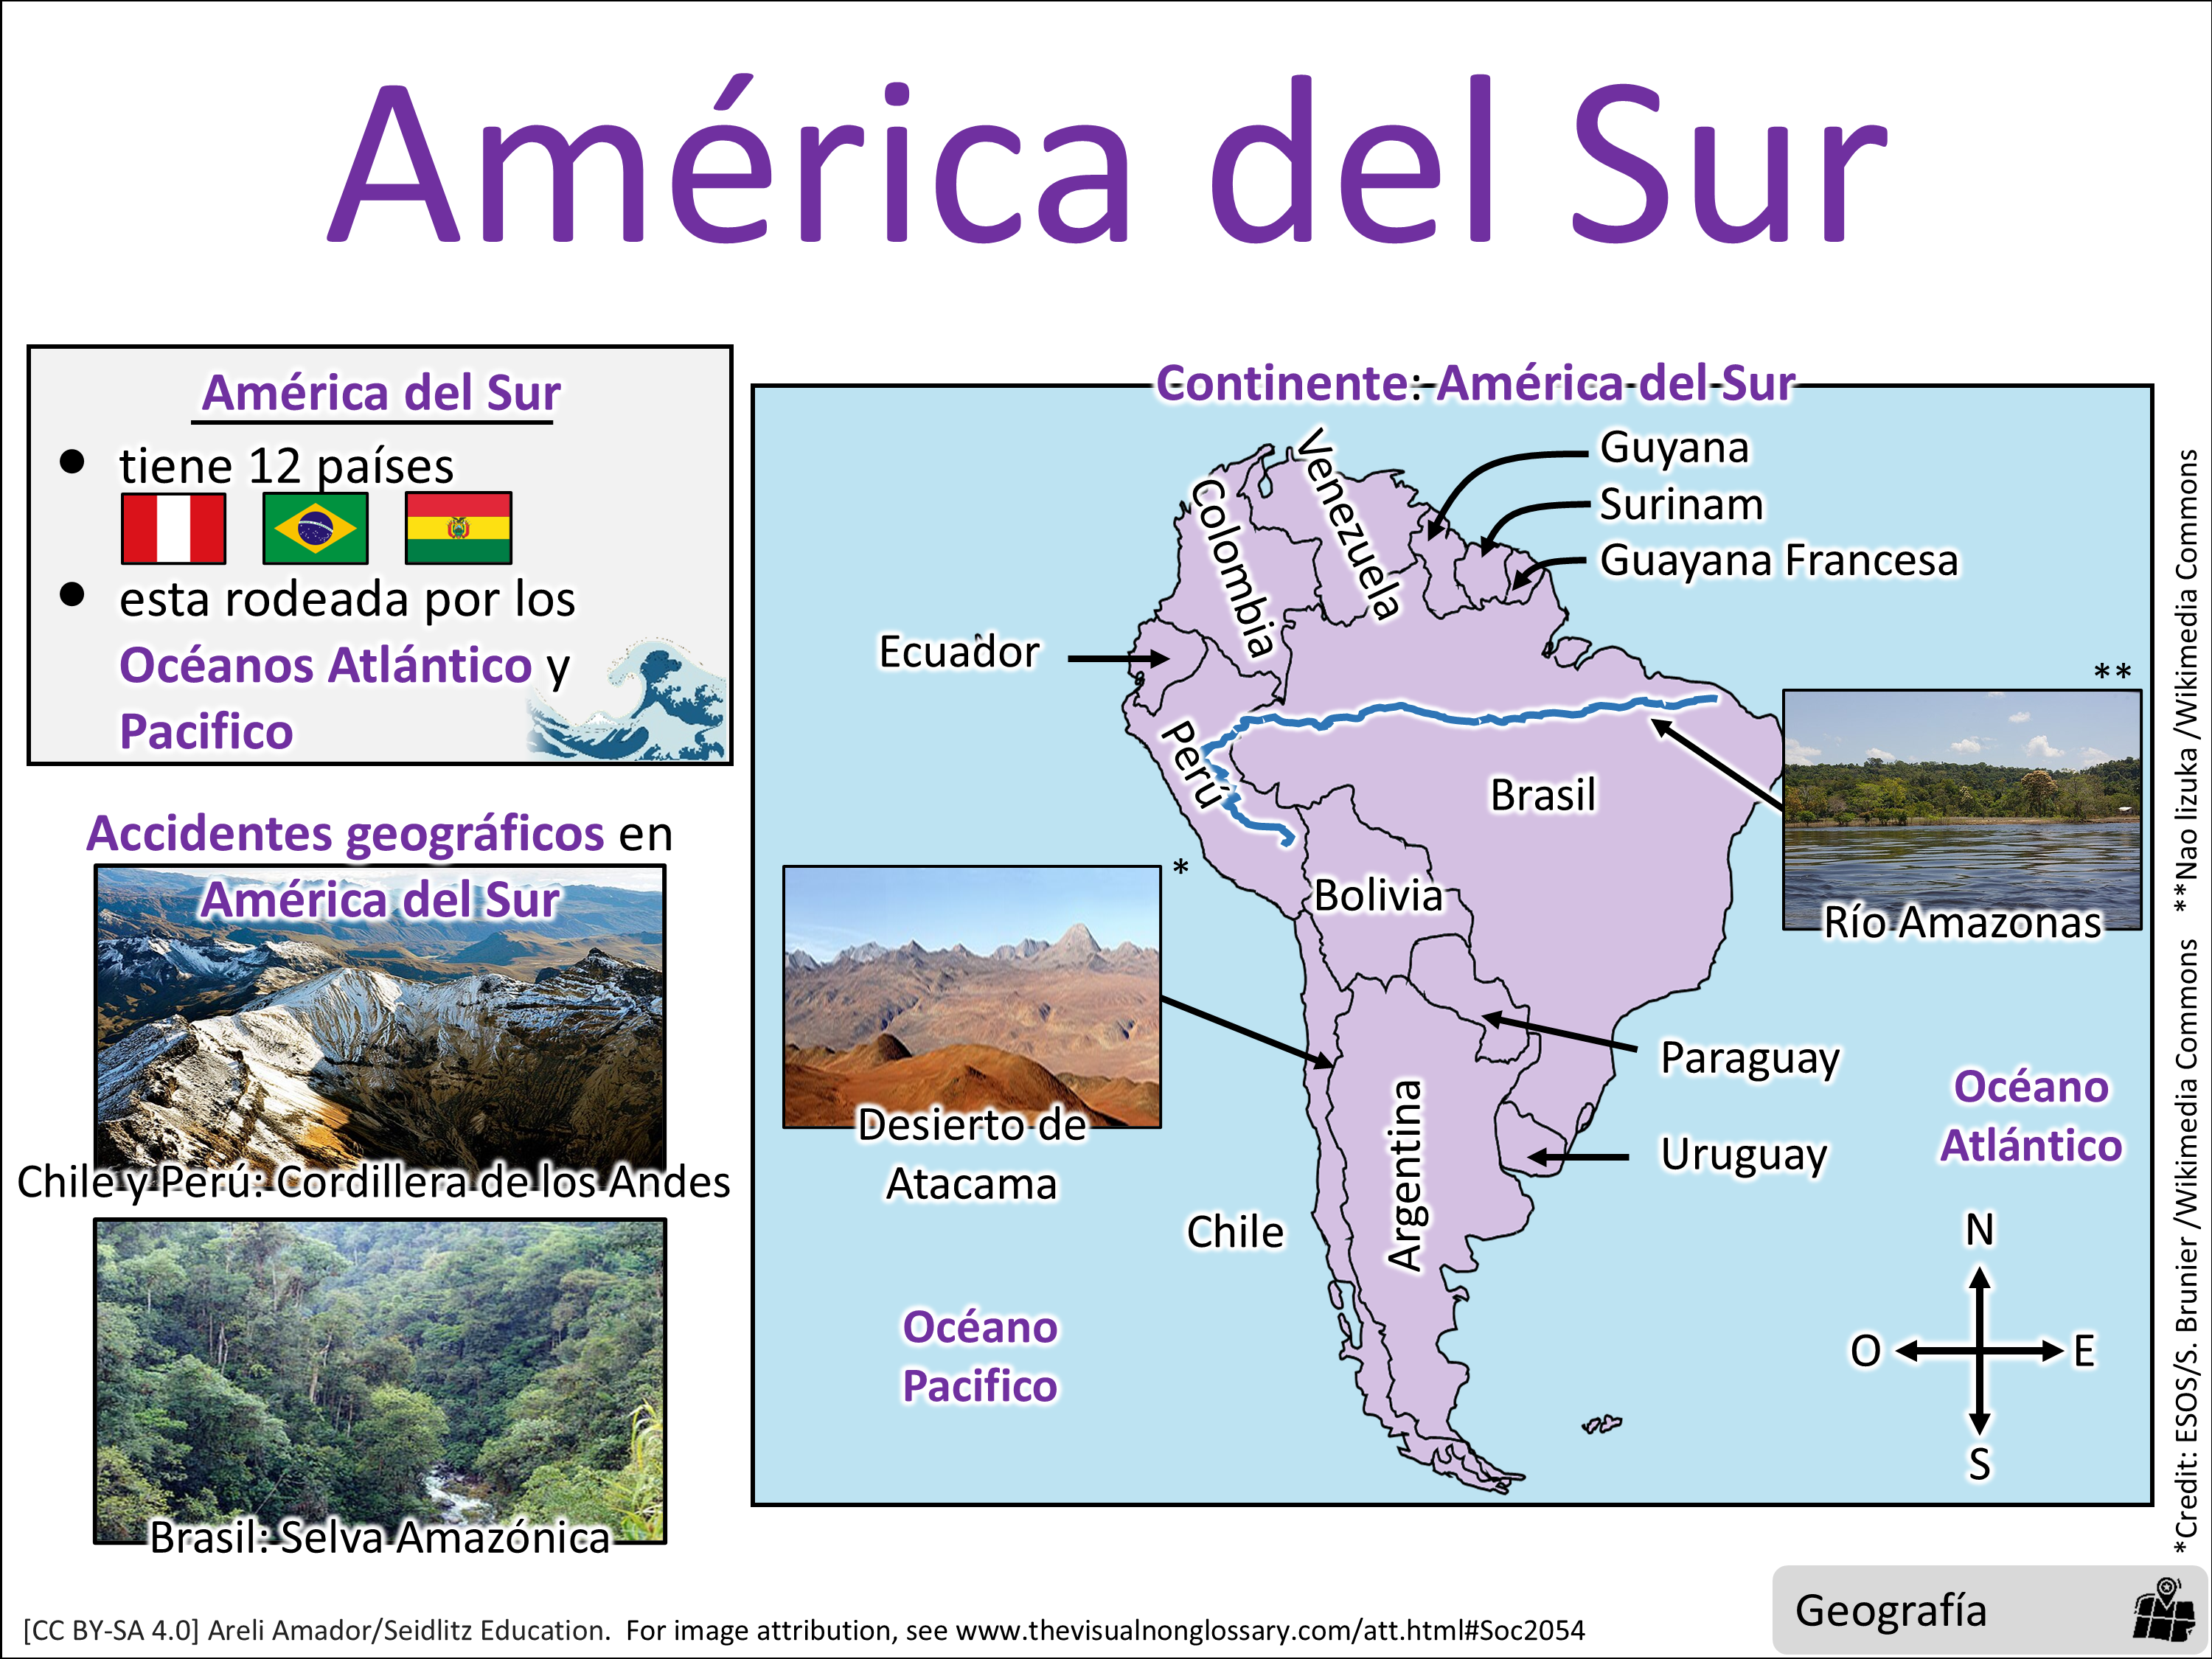 América del Sur
América del Sur
• tiene 12 países
• esta rodeada por los
Océanos Atlántico y
Pacifico
Accidentes geográficos en
América del Sur
Chile y Perú: Cordillera de los Andes
Brasil: Selva Amazónica
Continente: América del Sur
Venezuela
Colombia
Guyana
Surinam
Guayana Francesa
Ecuador
Perú
Brasil
**
Río Amazonas
*
Bolivia
Desierto de
Atacama
Paraguay
Uruguay
Argentina
Chile
Océano
Atlántico
Océano
Pacifico
N
O
E
S
*Credit: ESOS/S. Brunier /Wikimedia Commons **Nao Iizuka /Wikimedia Commons
Geografía
[CC BY-SA 4.0] Areli Amador/Seidlitz Education. For image attribution, see www.thevisualnonglossary.com/att.html#Soc2054